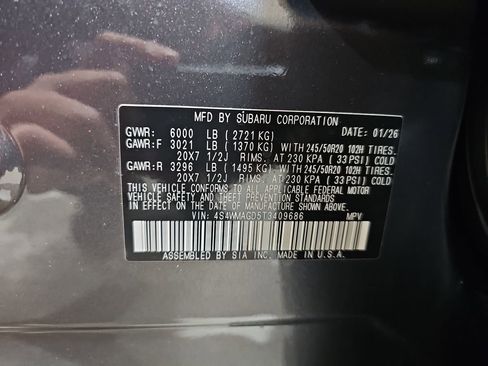 MFD BY SUBARU CORPORATION
GVWR: 6000 LB ( 2721 KG) DATE: 01/26
GAWR:F 3021 LB ( 1370 KG) WITH 245/50R20 102H TIRES.
20X7 1/2J RIMS. AT 230 KPA ( 33 PSI) COLD
GAWR:R 3296 LB ( 1495 KG) WITH 245/50R20 102H TIRES.
20X7 1/2J RIMS. AT 230 KPA ( 33 PSI) COLD
THIS VEHICLE CONFORMS TO ALL APPLICABLE FEDERAL MOTOR
VEHICLE SAFETY AND BUMPER STANDARDS IN EFFECT ON THE DATE
OF MANUFACTURE SHOWN ABOVE.
VIN: 4S4WMAGD5T3409686 MPV
ASSEMBLED BY SIA INC. MADE IN U.S.A.